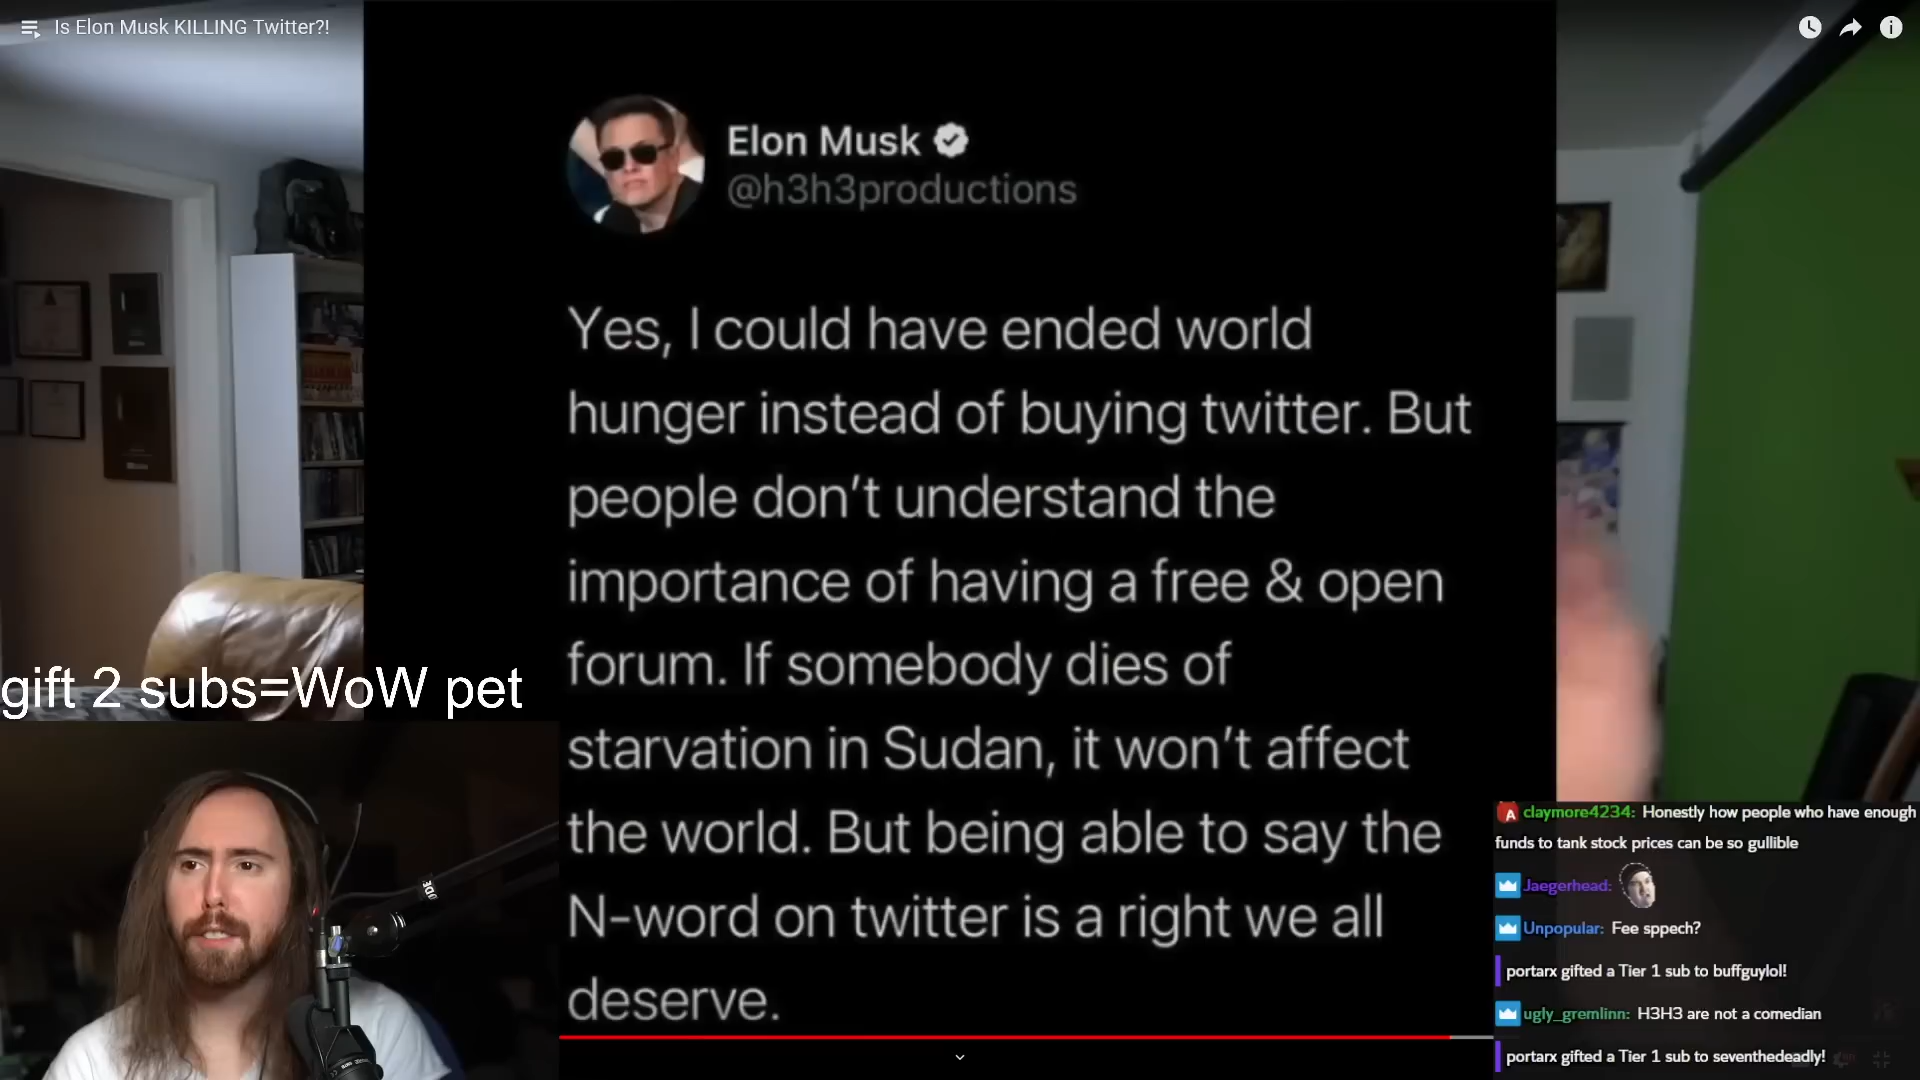 Is Elon Musk KILLING Twitter?!
Elon Musk
@h3h3productions
Yes, I could have ended world
hunger instead of buying twitter. But
people don’t understand the
importance of having a free & open
forum. If somebody dies of
starvation in Sudan, it won’t affect
the world. But being able to say the
N-word on twitter is a right we all
deserve.
gift 2 subs=WoW pet
claymore4234: Honestly how people who have enough
funds to tank stock prices can be so gullible
Jaegerhead:
Unpopular: Fee sppech?
portarx gifted a Tier 1 sub to buffguylol!
ugly_gremlinn: H3H3 are not a comedian
portarx gifted a Tier 1 sub to seventhedeadly!